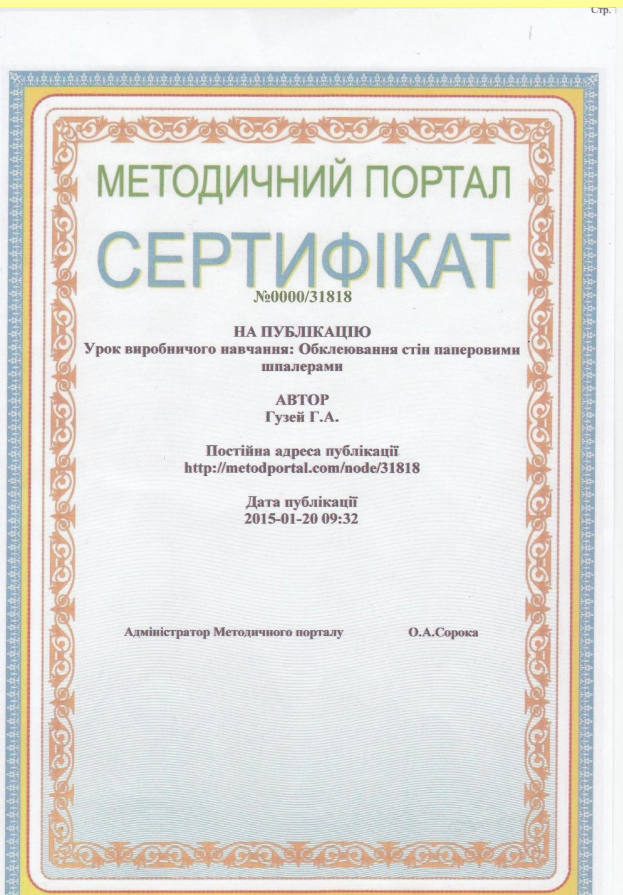 Стр.
МЕТОДИЧНИЙ ПОРТАЛ
СЕРТИФІКАТ
№0000/31818
НА ПУБЛІКАЦІЮ
Урок виробничого навчання: Обклеювання стін паперовими
шпалерами
АВТОР
Гузей Г.А.
Постійна адреса публікації
http://metodportal.com/node/31818
Дата публікації
2015-01-20 09:32
Адміністратор Методичного порталу О.А.Сорока